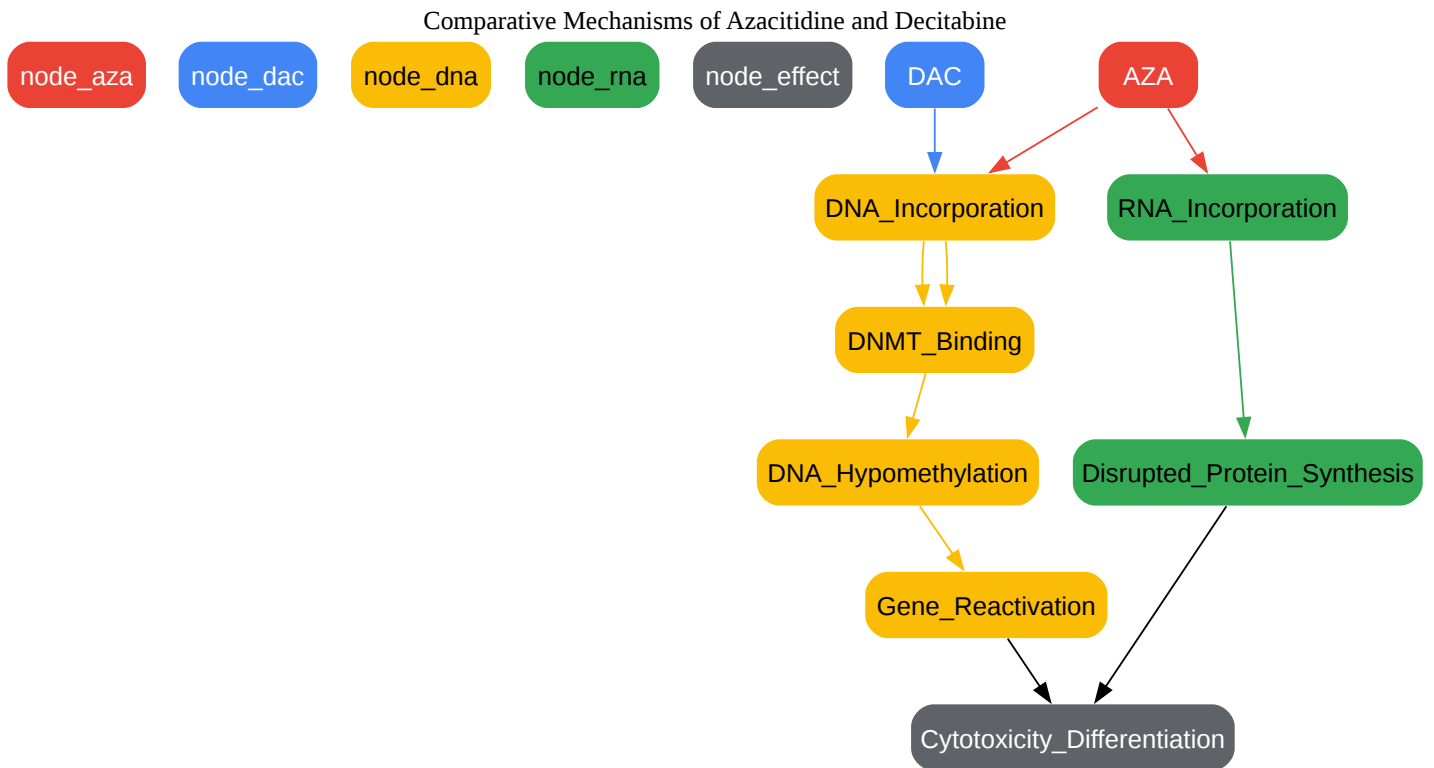 Comparative Mechanisms of Azacitidine and Decitabine
node_aza
node_dac
node_dna
node_rna
node_effect
DAC
AZA
DNA_Incorporation
RNA_Incorporation
DNMT_Binding
DNA_Hypomethylation
Disrupted_Protein_Synthesis
Gene_Reactivation
Cytotoxicity_Differentiation